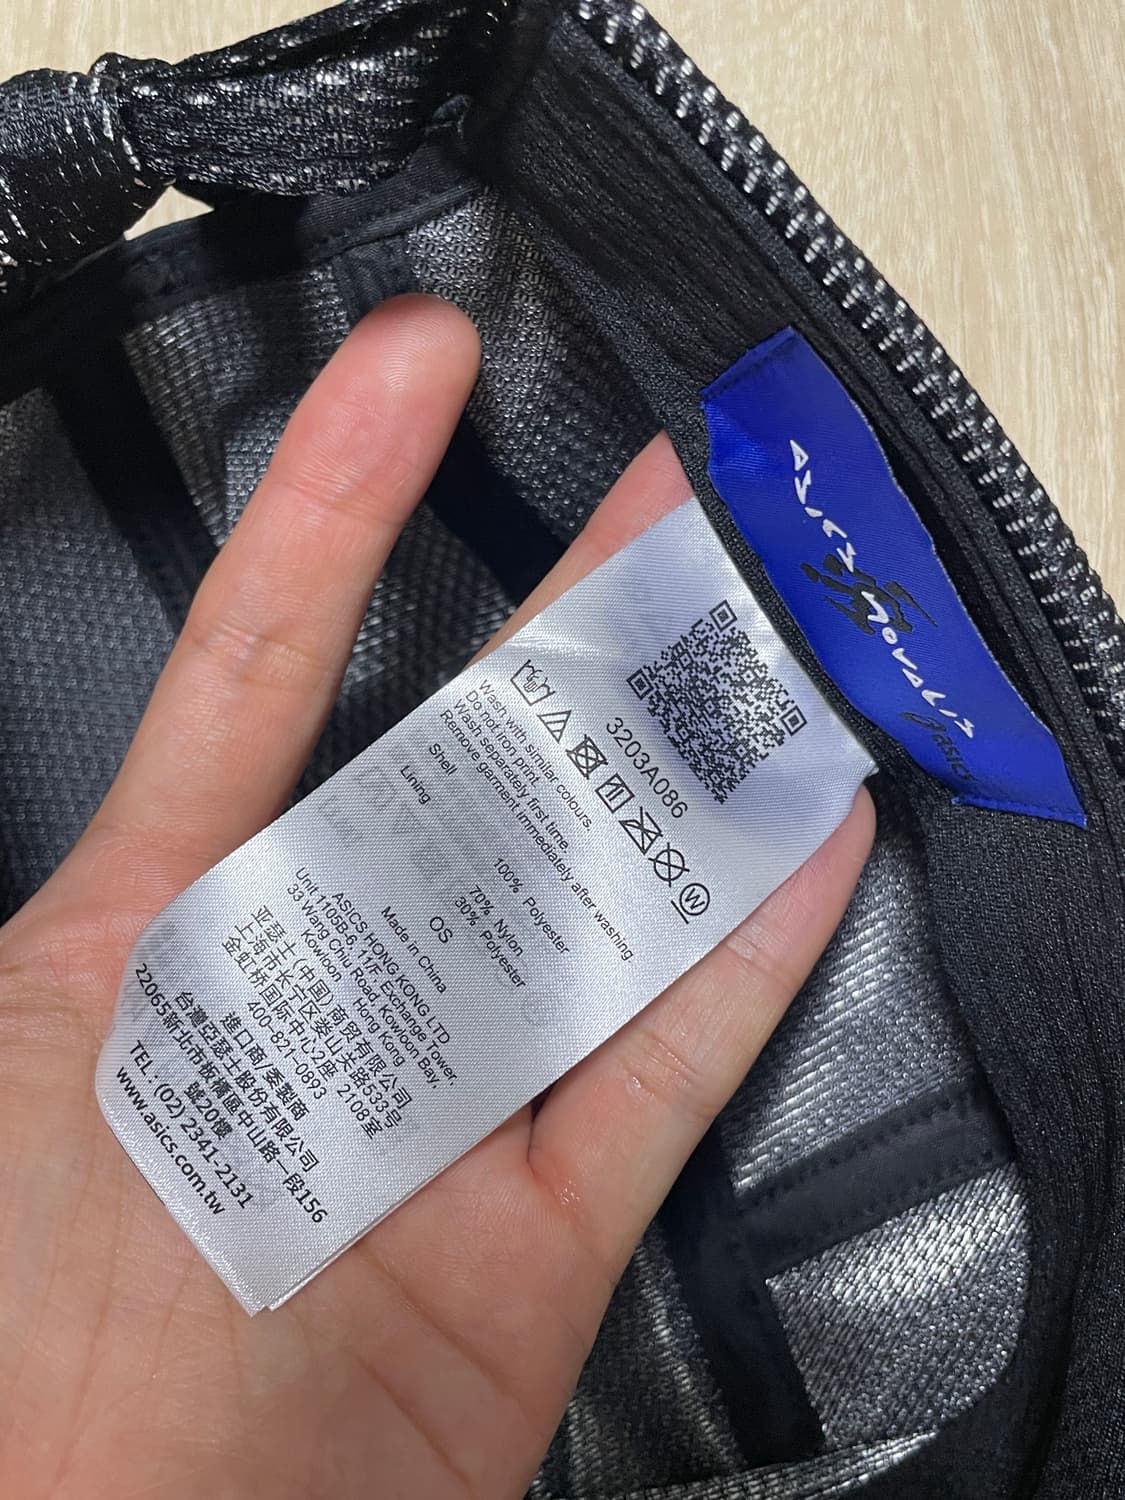 ASICS NOVALIS
asics
3203A086
Wash with similar colours.
Do not iron print.
Wash separately first time.
Remove garment immediately after washing
Shell 100% Polyester
Lining 70% Nylon
30% Polyester
OS
Made in China
ASICS HONG KONG LTD
Unit 1105B-6, 11/F, Exchange Tower,
33 Wang Chiu Road, Kowloon Bay,
Kowloon, Hong Kong
亚瑟士(中国)商贸有限公司
上海市长宁区娄山关路533号
金虹桥国际中心2座 2108室
400-821-0893
進口商/委製商
台灣亞瑟士股份有限公司
22065新北市板橋區中山路一段156
號20樓
TEL : (02) 2341-2131
www.asics.com.tw